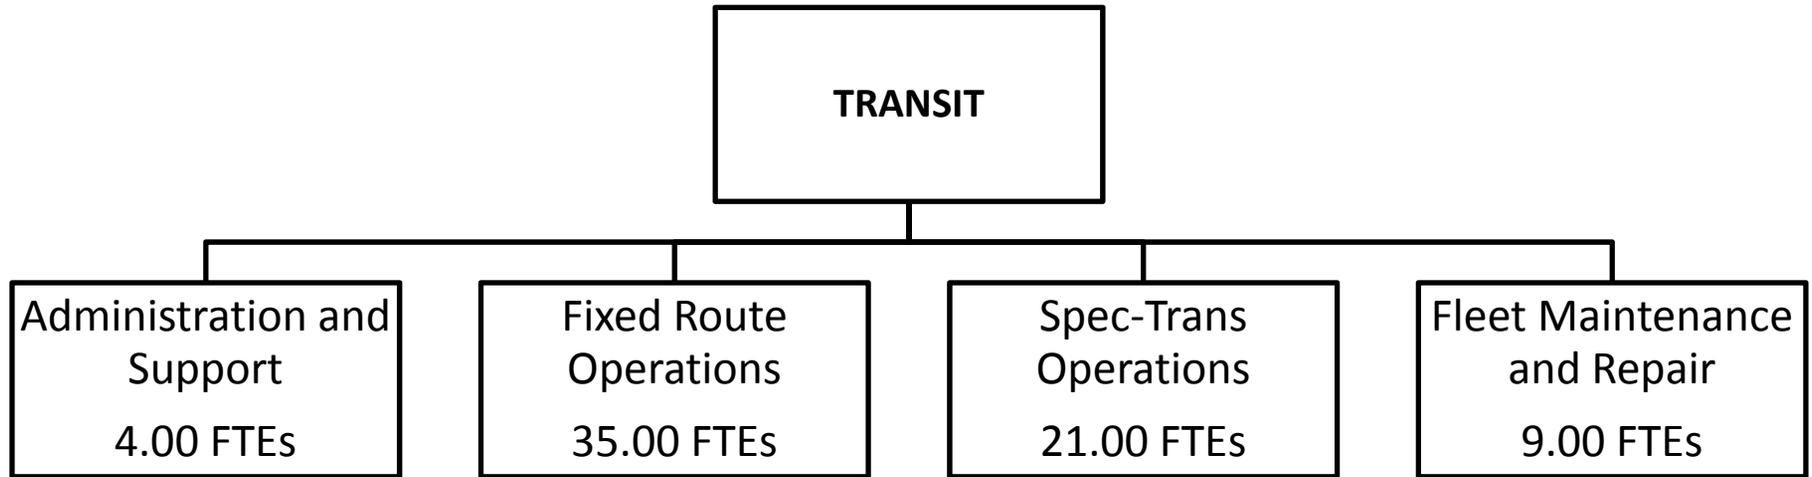 TRANSIT
Administration and
Support
4.00 FTEs
Fixed Route
Operations
35.00 FTEs
Spec-Trans
Operations
21.00 FTEs
Fleet Maintenance
and Repair
9.00 FTEs